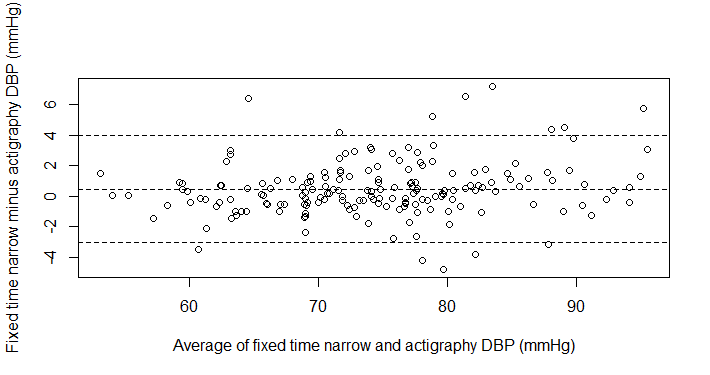 Fixed time narrow minus actigraphy DBP (mmHg)
6
4
2
0
-2
-4
60 70 80 90
Average of fixed time narrow and actigraphy DBP (mmHg)